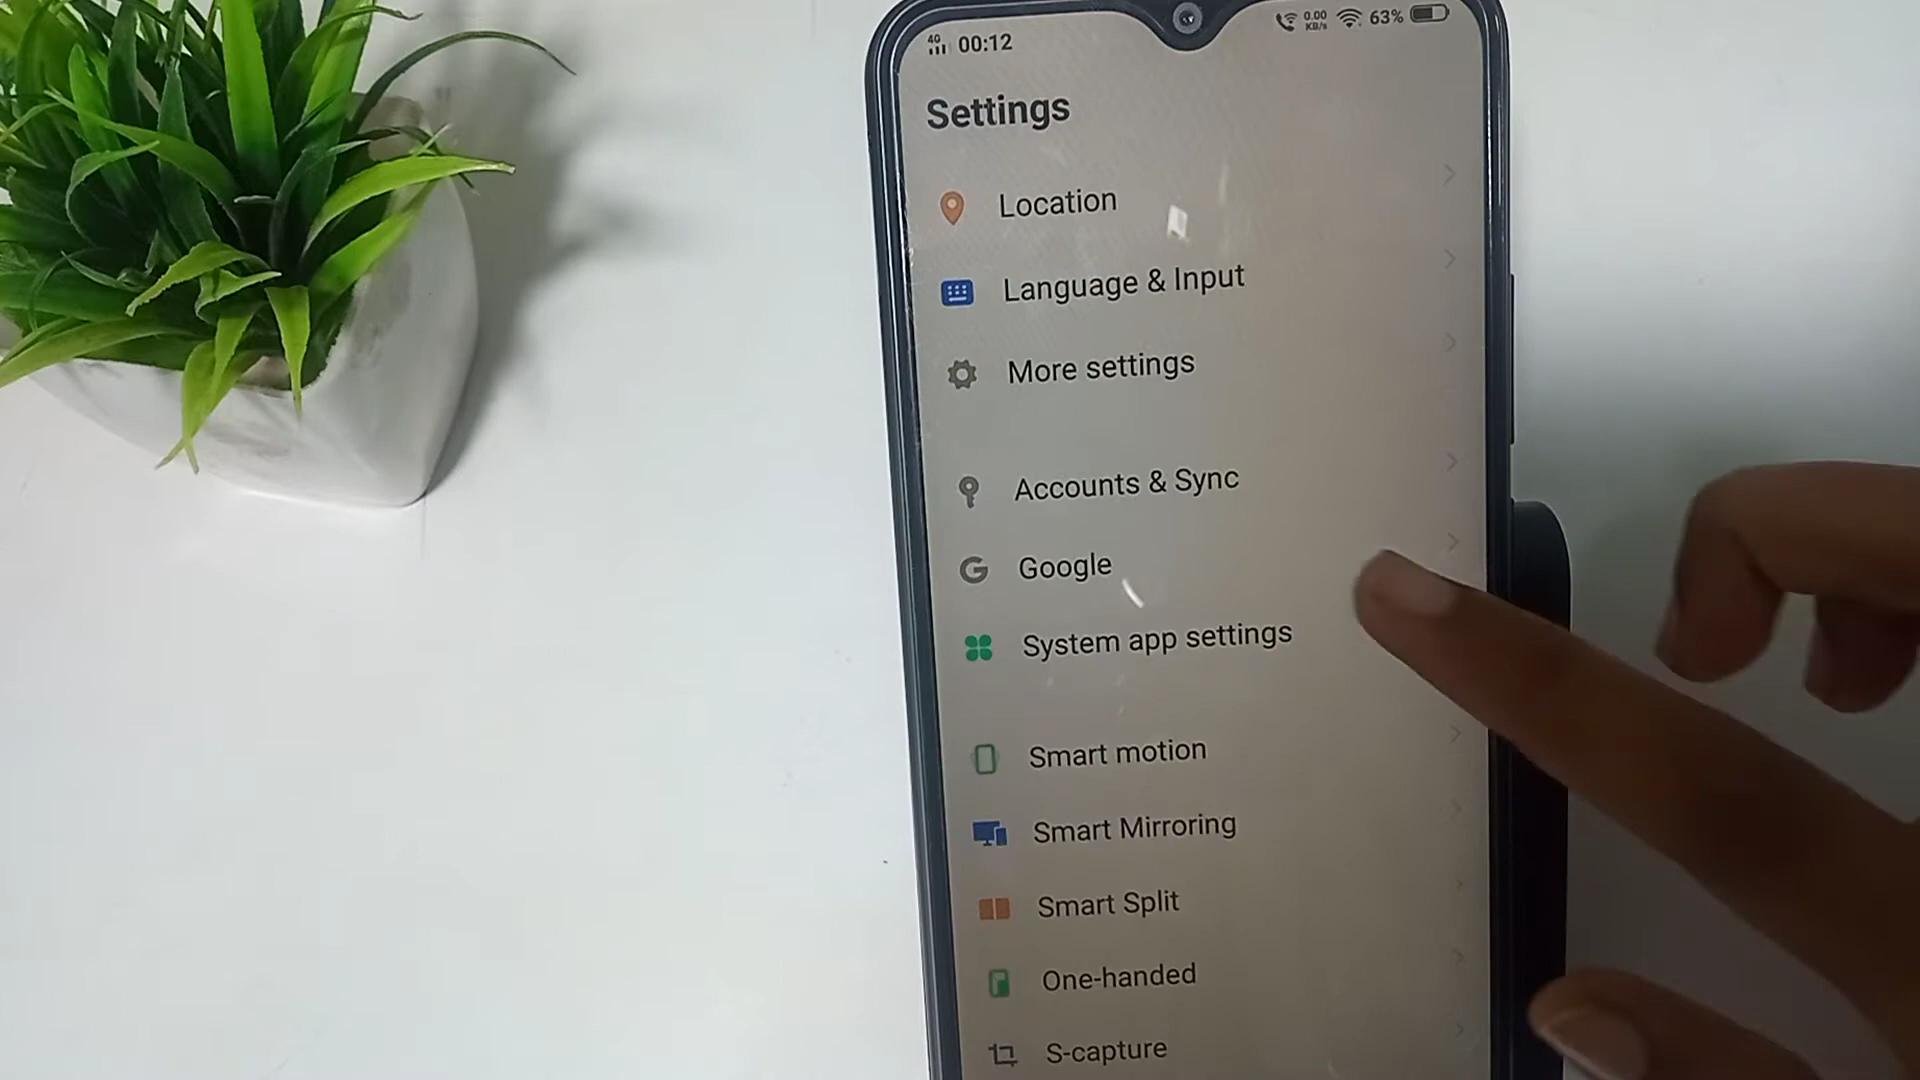 4G 00:12 0.00 KB/s 63%
Settings
Location
Language & Input
More settings
Accounts & Sync
Google
System app settings
Smart motion
Smart Mirroring
Smart Split
One-handed
S-capture